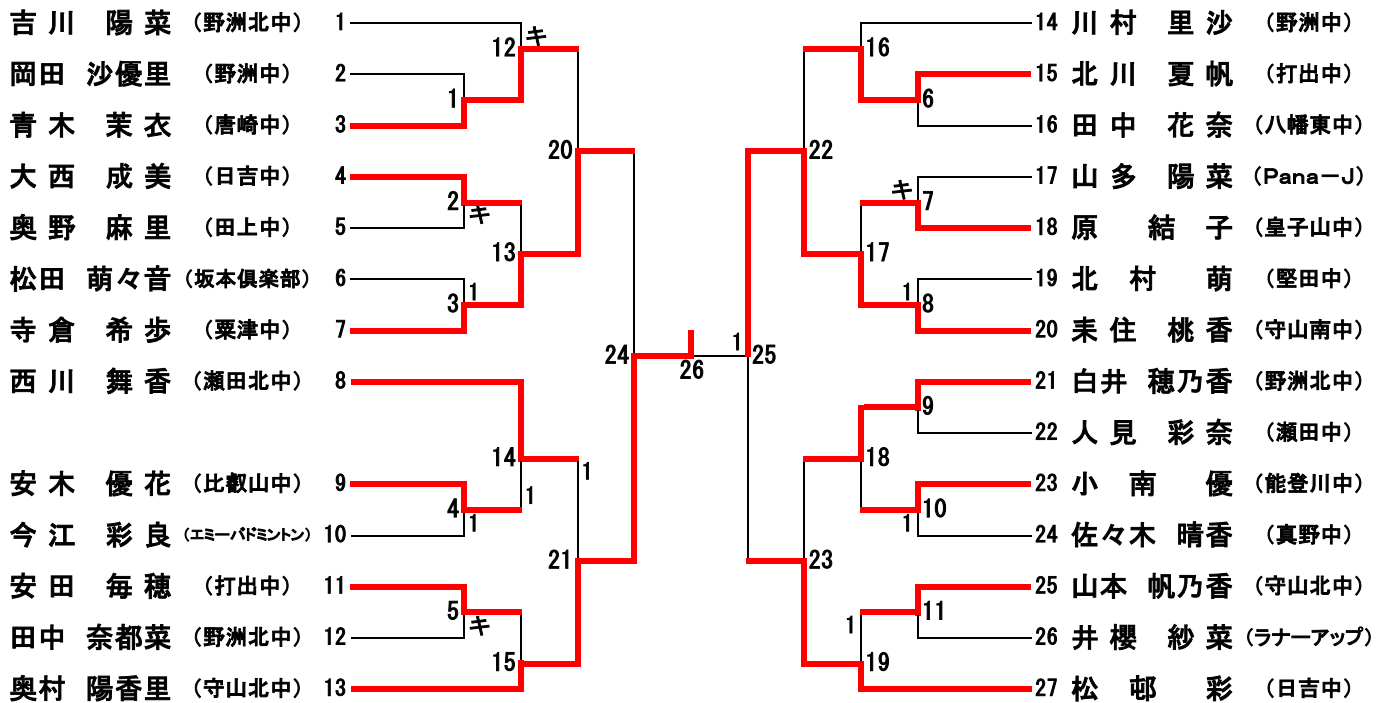 吉川 陽菜 （野洲北中） 1
岡田 沙優里 （野洲中） 2
青木 茉衣 （唐崎中） 3
大西 成美 （日吉中） 4
奥野 麻里 （田上中） 5
松田 萌々音 （坂本倶楽部） 6
寺倉 希歩 （粟津中） 7
西川 舞香 （瀬田北中） 8
安木 優花 （比叡山中） 9
今江 彩良 （エミーバドミントン） 10
安田 毎穂 （打出中） 11
田中 奈都菜 （野洲北中） 12
奥村 陽香里 （守山北中） 13
12 キ
1
20
2
キ
13
3 1
24
14 1
4 1
1
21
5
キ
15
26
1 25
16
6
22
キ 7
17
1 8
9
18
1 10
23
11
1
19
14 川村 里沙 （野洲中）
15 北川 夏帆 （打出中）
16 田中 花奈 （八幡東中）
17 山多 陽菜 （Pana－J）
18 原 結子 （皇子山中）
19 北村 萌 （堅田中）
20 耒住 桃香 （守山南中）
21 白井 穂乃香 （野洲北中）
22 人見 彩奈 （瀬田中）
23 小南 優 （能登川中）
24 佐々木 晴香 （真野中）
25 山本 帆乃香 （守山北中）
26 井櫻 紗菜 （ラナーアップ）
27 松邨 彩 （日吉中）